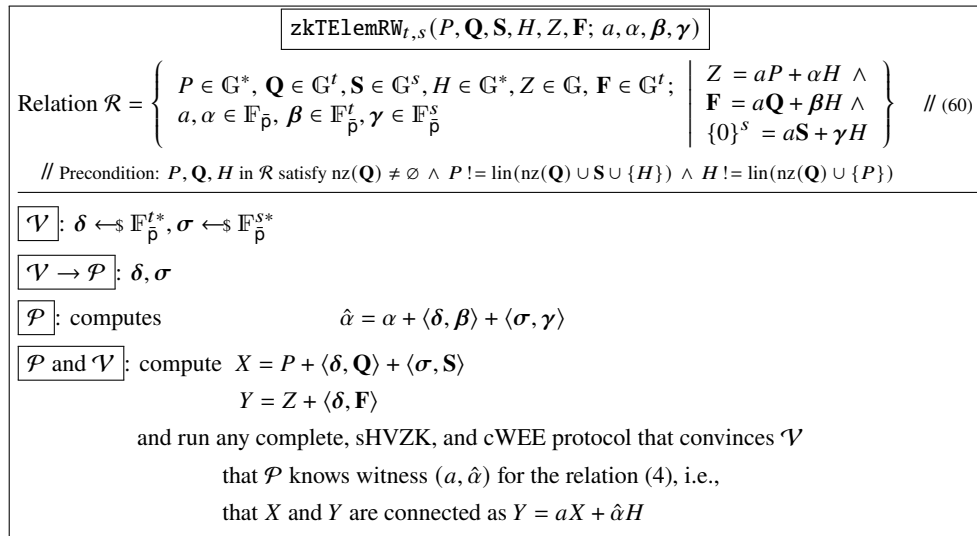 zkTElemRW_{t,s}(P, Q, S, H, Z, F; a, α, β, γ)
Relation R = { P ∈ G*, Q ∈ G^t, S ∈ G^s, H ∈ G*, Z ∈ G, F ∈ G^t; a, α ∈ F_p̄, β ∈ F_p̄^t, γ ∈ F_p̄^s | Z = aP + αH ∧ F = aQ + βH ∧ {0}^s = aS + γH } // (60)
// Precondition: P, Q, H in R satisfy nz(Q) ≠ ∅ ∧ P != lin(nz(Q) ∪ S ∪ {H}) ∧ H != lin(nz(Q) ∪ {P})
V: δ ←$ F_p̄^{t*}, σ ←$ F_p̄^{s*}
V → P: δ, σ
P: computes α̂ = α + ⟨δ, β⟩ + ⟨σ, γ⟩
P and V: compute X = P + ⟨δ, Q⟩ + ⟨σ, S⟩
Y = Z + ⟨δ, F⟩
and run any complete, sHVZK, and cWEE protocol that convinces V
that P knows witness (a, α̂) for the relation (4), i.e.,
that X and Y are connected as Y = aX + α̂H